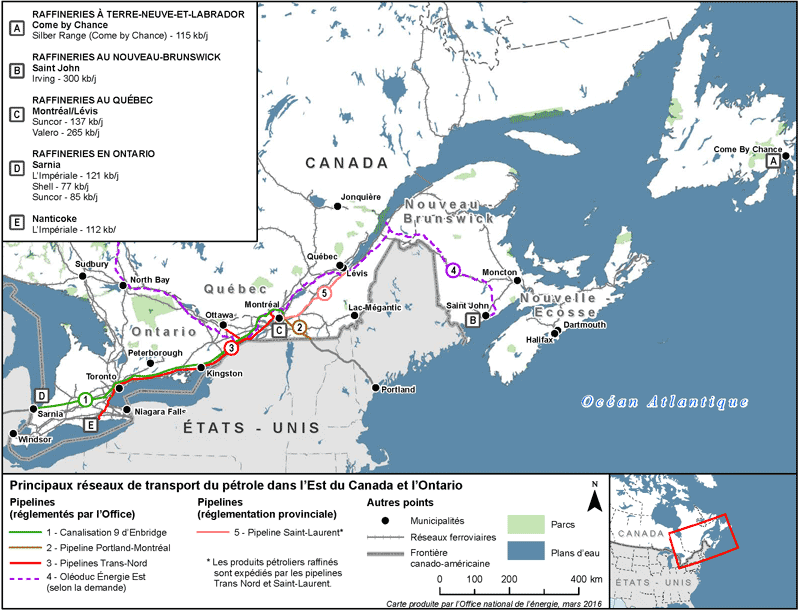 A
RAFFINERIES À TERRE-NEUVE-ET-LABRADOR
Come by Chance
Silber Range (Come by Chance) - 115 kb/j
B
RAFFINERIES AU NOUVEAU-BRUNSWICK
Saint John
Irving - 300 kb/j
C
RAFFINERIES AU QUÉBEC
Montréal/Lévis
Suncor - 137 kb/j
Valero - 265 kb/j
D
RAFFINERIES EN ONTARIO
Sarnia
L'Impériale - 121 kb/j
Shell - 77 kb/j
Suncor - 85 kb/j
E
Nanticoke
L'Impériale - 112 kb/
CANADA
Come By Chance
A
Jonquière
Nouveau -
Brunswick
Québec
Lévis
Sudbury
North Bay
Québec
5
4
Moncton
Montréal
Saint John
B
Nouvelle
Écosse
Lac-Mégantic
Ottawa
C
2
Ontario
3
Dartmouth
Halifax
Peterborough
Kingston
Toronto
Portland
D
1
Sarnia
Niagara Falls
E
Windsor
ÉTATS - UNIS
Océan Atlantique
Principaux réseaux de transport du pétrole dans l'Est du Canada et l'Ontario
Pipelines
(réglementés par l'Office)
1 - Canalisation 9 d'Enbridge
2 - Pipeline Portland-Montréal
3 - Pipelines Trans-Nord
4 - Oléoduc Énergie Est
(selon la demande)
Pipelines
(réglementation provinciale)
5 - Pipeline Saint-Laurent*
* Les produits pétroliers raffinés
sont expédiés par les pipelines
Trans Nord et Saint-Laurent.
Autres points
Municipalités
Réseaux ferroviaires
Frontière
canado-américaine
Parcs
Plans d'eau
N
0 100 200 400 km
Carte produite par l'Office national de l'énergie, mars 2016
CANADA
ÉTATS - UNIS